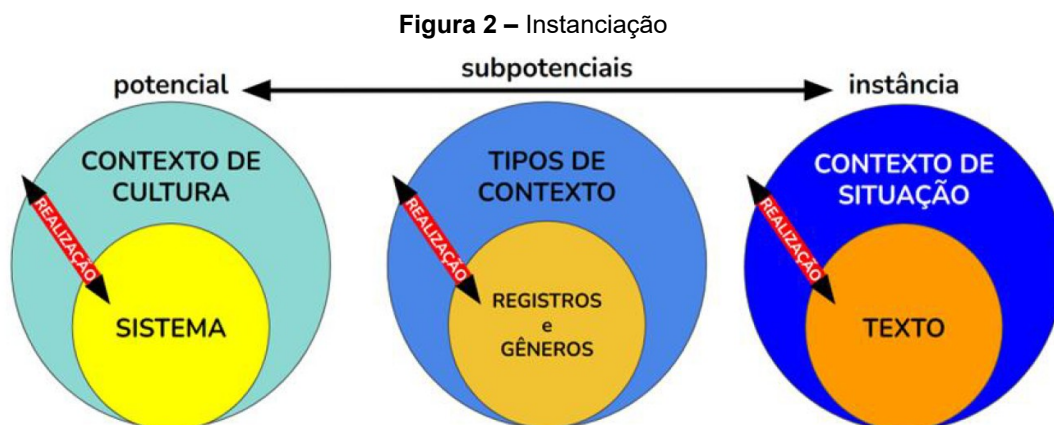 Figura 2 – Instanciação
potencial
subpotenciais
instância
CONTEXTO DE
CULTURA
REALIZAÇÃO
SISTEMA
TIPOS DE
CONTEXTO
REALIZAÇÃO
REGISTROS
e
GÊNEROS
CONTEXTO DE
SITUAÇÃO
REALIZAÇÃO
TEXTO